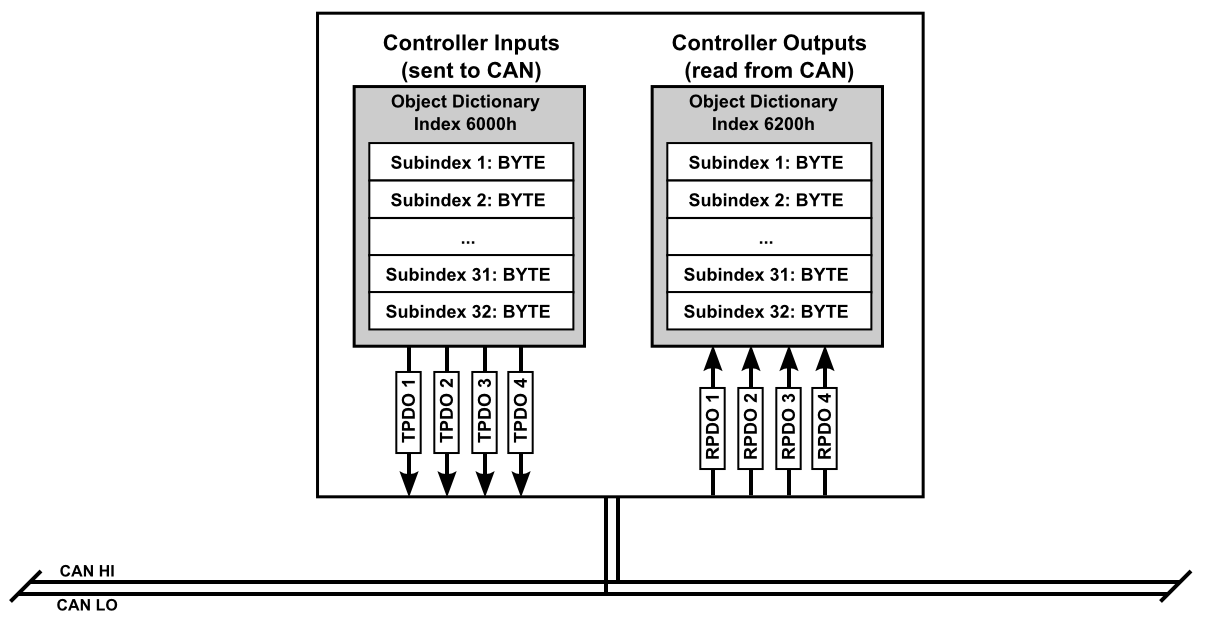 Controller Inputs
(sent to CAN)
Object Dictionary
Index 6000h
Subindex 1: BYTE
Subindex 2: BYTE
...
Subindex 31: BYTE
Subindex 32: BYTE
TPDO 1
TPDO 2
TPDO 3
TPDO 4
Controller Outputs
(read from CAN)
Object Dictionary
Index 6200h
Subindex 1: BYTE
Subindex 2: BYTE
...
Subindex 31: BYTE
Subindex 32: BYTE
RPDO 1
RPDO 2
RPDO 3
RPDO 4
CAN HI
CAN LO